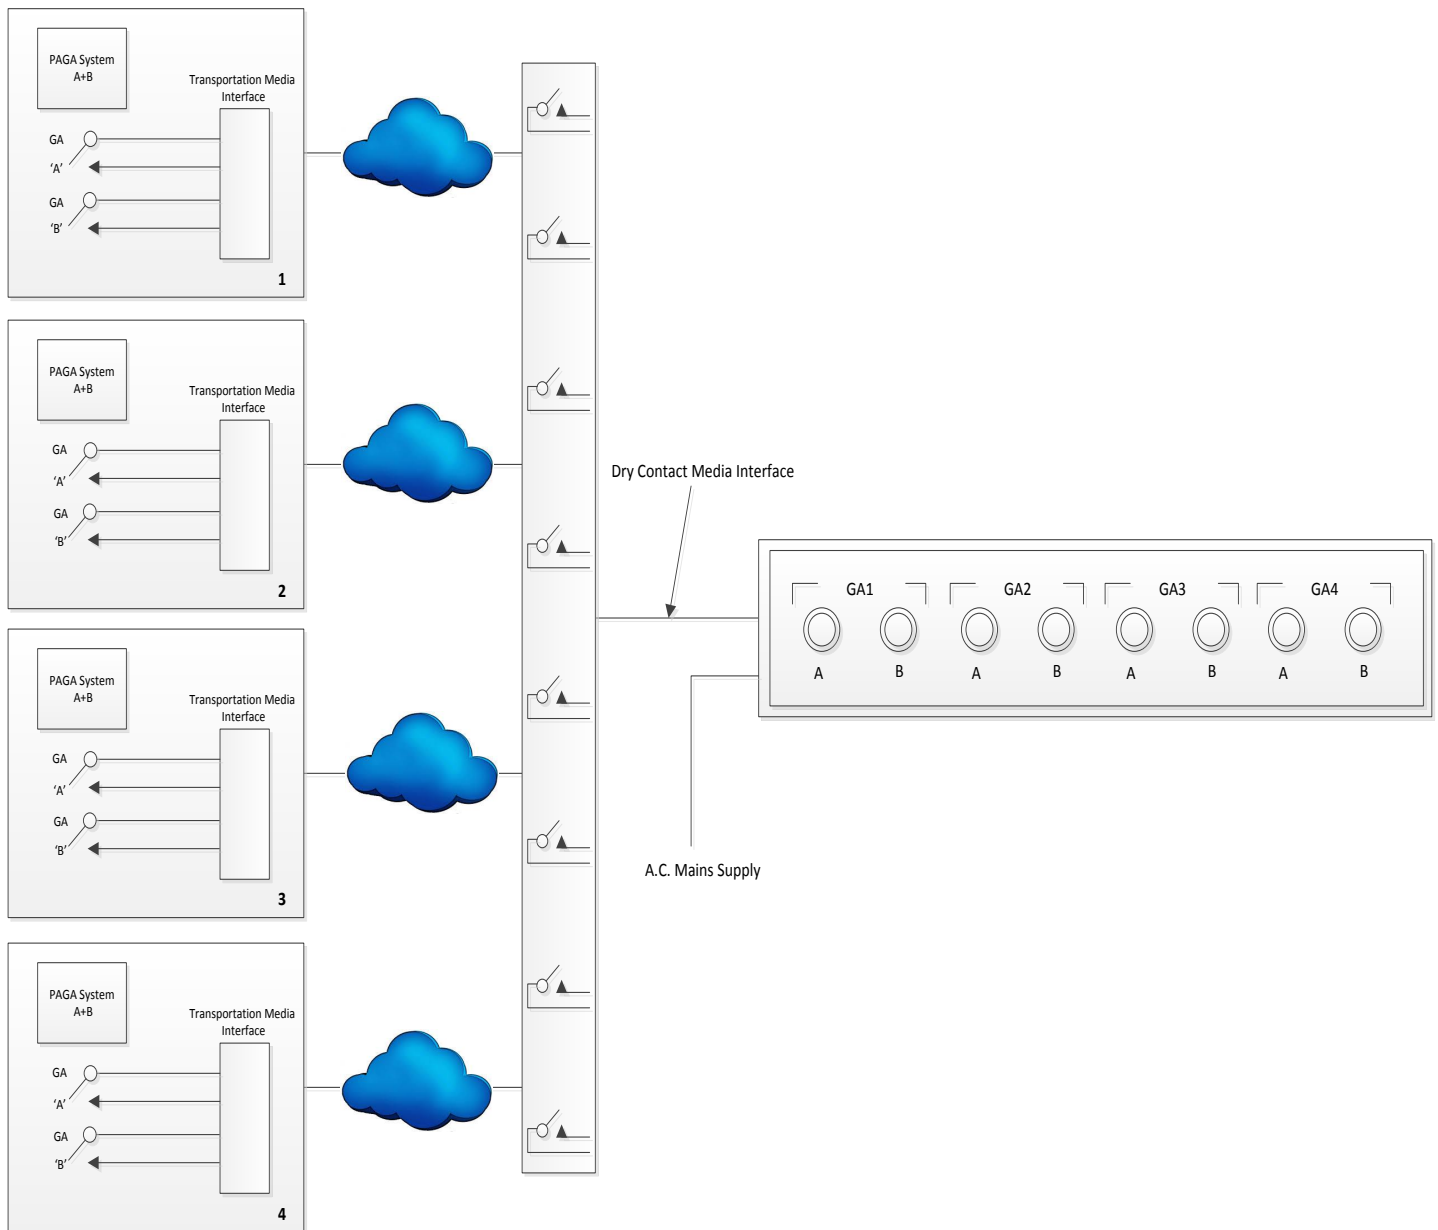 PAGA System
A+B
Transportation Media
Interface
GA
‘A’
GA
‘B’
1
PAGA System
A+B
Transportation Media
Interface
GA
‘A’
GA
‘B’
2
PAGA System
A+B
Transportation Media
Interface
GA
‘A’
GA
‘B’
3
PAGA System
A+B
Transportation Media
Interface
GA
‘A’
GA
‘B’
4
Dry Contact Media Interface
GA1 GA2 GA3 GA4
A B A B A B A B
A.C. Mains Supply